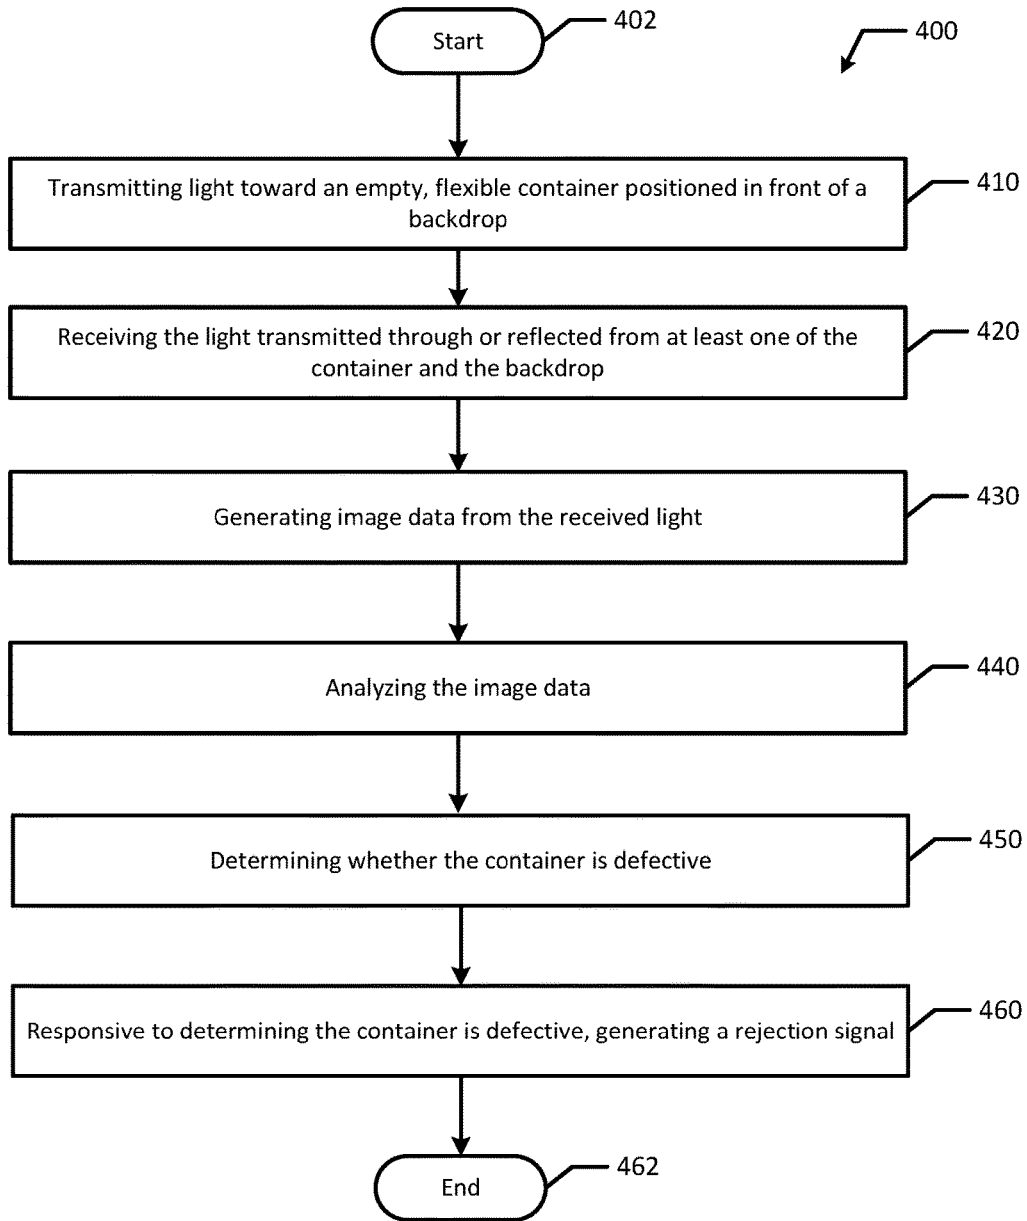 Start
402
400
Transmitting light toward an empty, flexible container positioned in front of a
backdrop
410
Receiving the light transmitted through or reflected from at least one of the
container and the backdrop
420
Generating image data from the received light
430
Analyzing the image data
440
Determining whether the container is defective
450
Responsive to determining the container is defective, generating a rejection signal
460
End
462